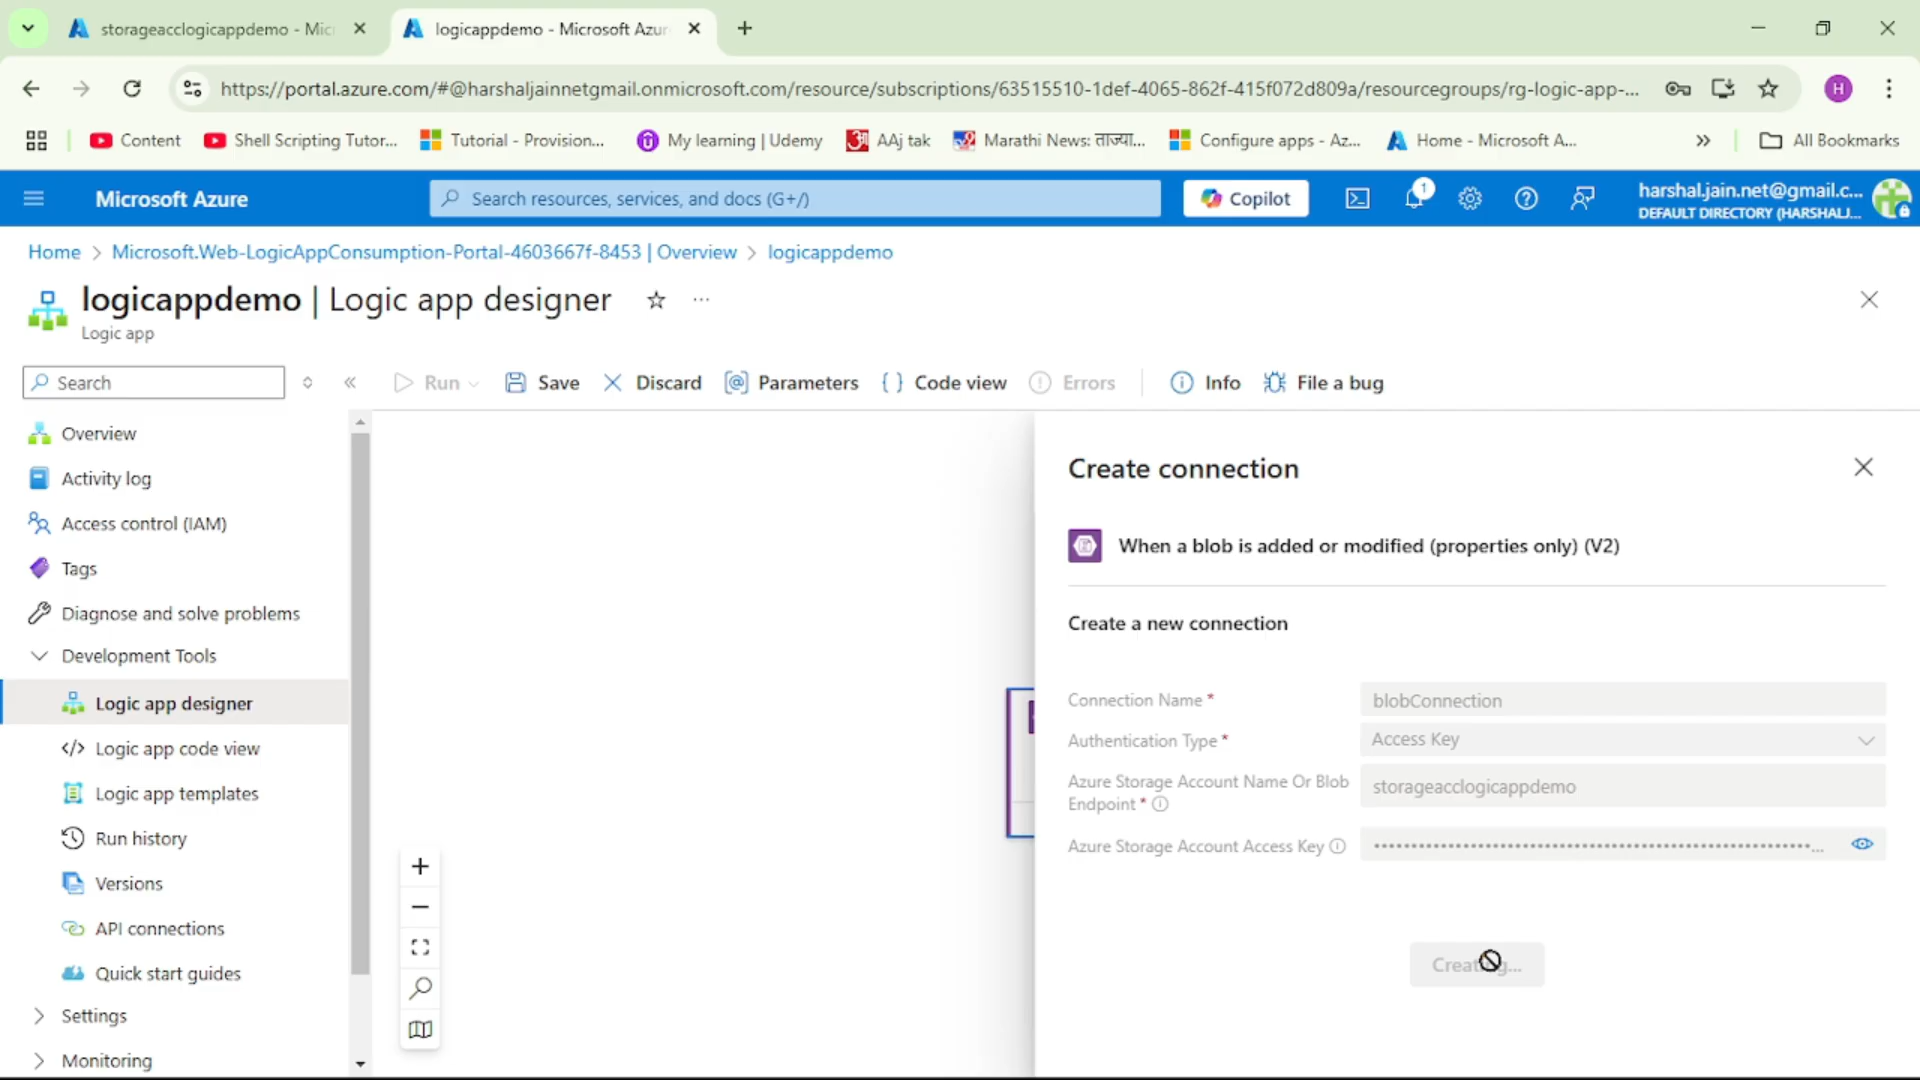 storageacclogicappdemo - Mic
logicappdemo - Microsoft Azur
https://portal.azure.com/#@harshaljainnetgmail.onmicrosoft.com/resource/subscriptions/63515510-1def-4065-862f-415f072d809a/resourcegroups/rg-logic-app-...
H
Content
Shell Scripting Tutor...
Tutorial - Provision...
My learning | Udemy
AAj tak
Marathi News: ताज्या...
Configure apps - Az...
Home - Microsoft A...
All Bookmarks
Microsoft Azure
Search resources, services, and docs (G+/)
Copilot
1
harshal.jain.net@gmail.c...
DEFAULT DIRECTORY (HARSHALJ...
Home > Microsoft.Web-LogicAppConsumption-Portal-4603667f-8453 | Overview > logicappdemo
logicappdemo | Logic app designer
Logic app
Search
Run
Save
Discard
Parameters
Code view
Errors
Info
File a bug
Overview
Activity log
Access control (IAM)
Tags
Diagnose and solve problems
Development Tools
Logic app designer
Logic app code view
Logic app templates
Run history
Versions
API connections
Quick start guides
Settings
Monitoring
Create connection
When a blob is added or modified (properties only) (V2)
Create a new connection
Connection Name *
blobConnection
Authentication Type *
Access Key
Azure Storage Account Name Or Blob
Endpoint *
storageacclogicappdemo
Azure Storage Account Access Key
Creating...